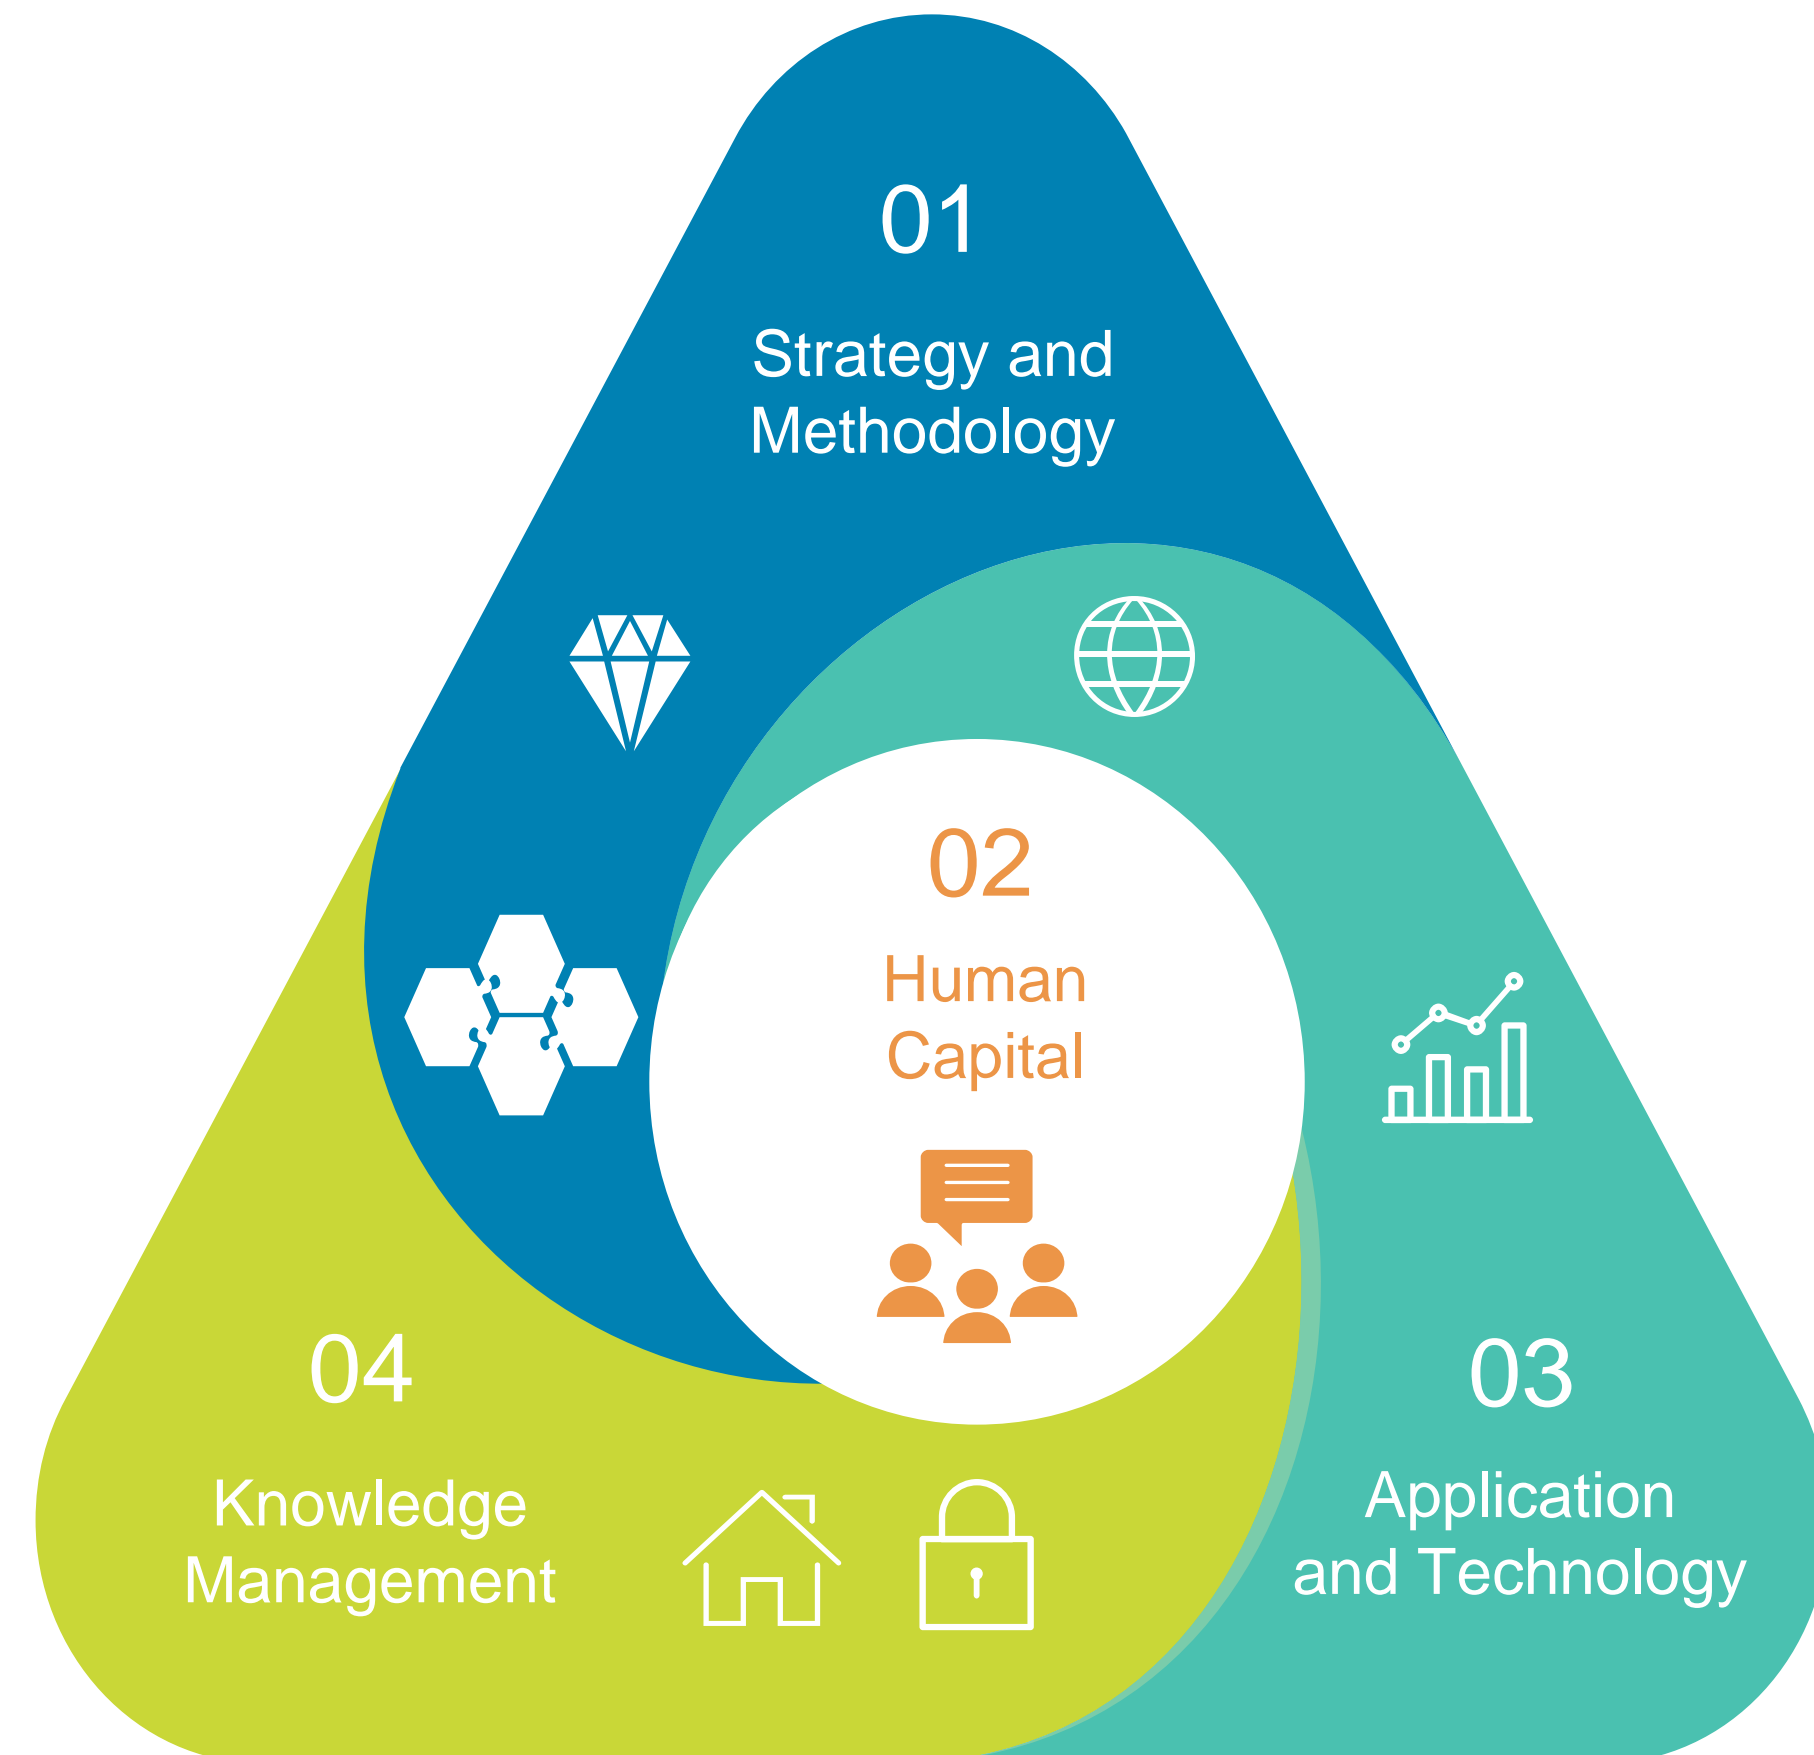 01
Strategy and
Methodology
02
Human
Capital
04
Knowledge
Management
03
Application
and Technology